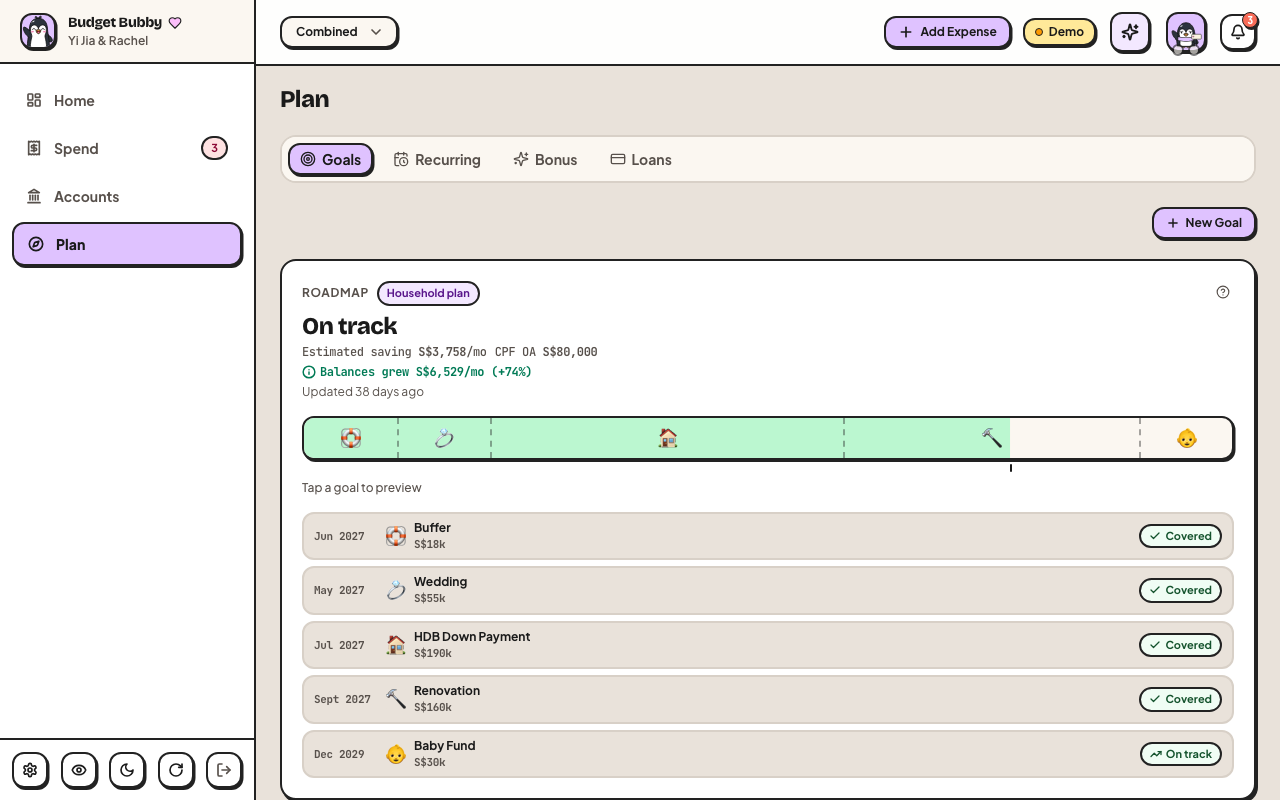 Budget Bubby
Yi Jia & Rachel
Home
Spend
3
Accounts
Plan
Combined
Add Expense
Demo
3
Plan
Goals
Recurring
Bonus
Loans
New Goal
ROADMAP
Household plan
On track
Estimated saving S$3,758/mo CPF OA S$80,000
Balances grew S$6,529/mo (+74%)
Updated 38 days ago
Tap a goal to preview
Jun 2027
Buffer
S$18k
Covered
May 2027
Wedding
S$55k
Covered
Jul 2027
HDB Down Payment
S$190k
Covered
Sept 2027
Renovation
S$160k
Covered
Dec 2029
Baby Fund
S$30k
On track